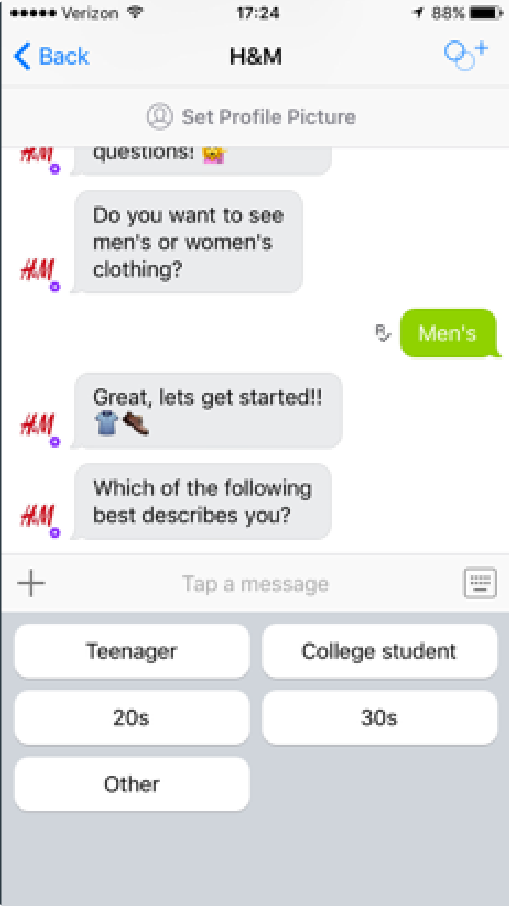 Verizon 17:24 88%
Back H&M
Set Profile Picture
H&M questions!
Do you want to see
men's or women's
H&M clothing?
R Men's
Great, lets get started!!
H&M
Which of the following
H&M best describes you?
Tap a message
Teenager College student
20s 30s
Other